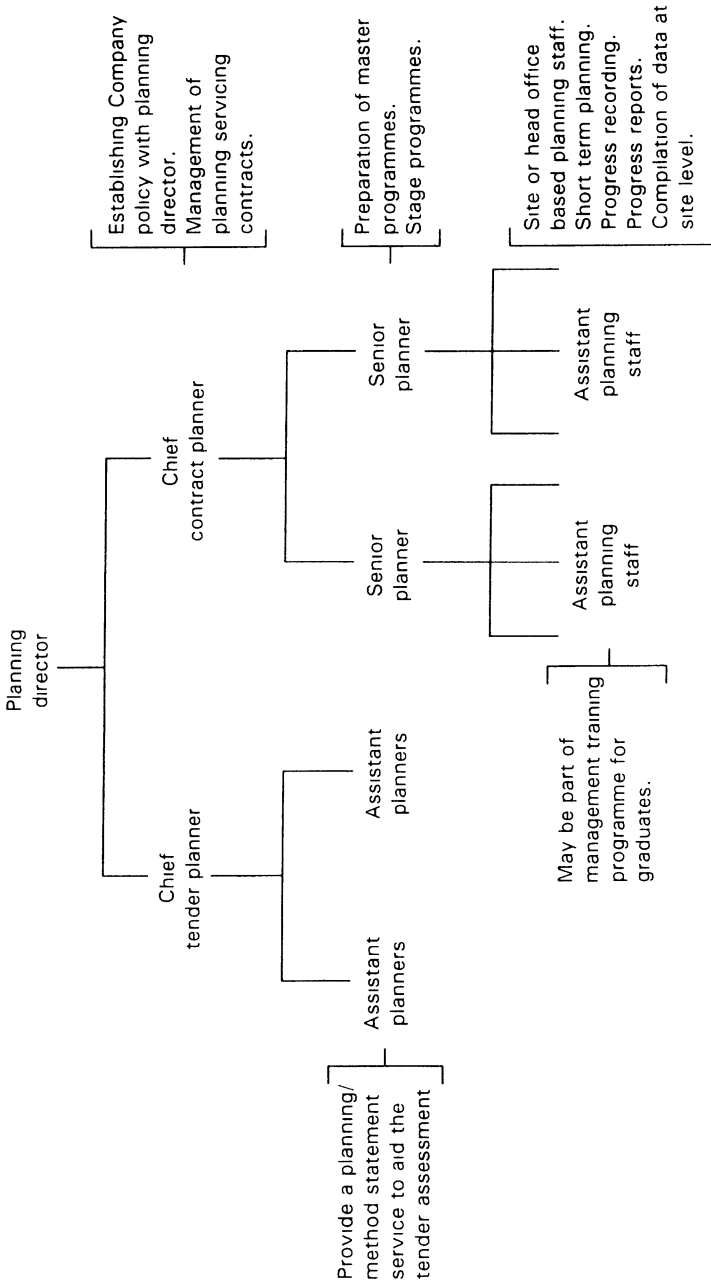 Planning
director
Chief
tender planner
Chief
contract planner
Establishing Company
policy with planning
director.
Management of
planning servicing
contracts.
Provide a planning/
method statement
service to aid the
tender assessment
Assistant
planners
Assistant
planners
Senior
planner
Senior
planner
Preparation of master
programmes.
Stage programmes.
May be part of
management training
programme for
graduates.
Assistant
planning
staff
Assistant
planning
staff
Site or head office
based planning staff.
Short term planning.
Progress recording.
Progress reports.
Compilation of data at
site level.